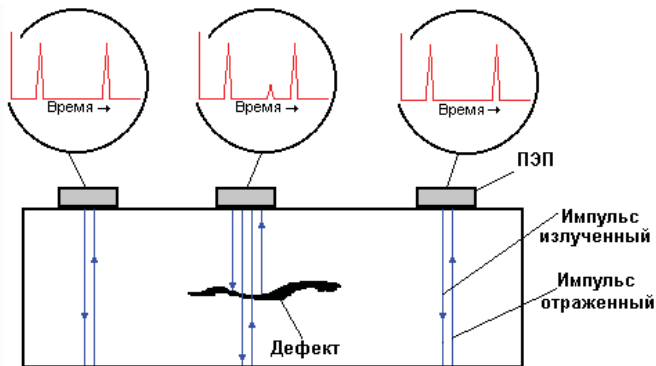 Время →
Время →
Время →
ПЭП
Импульс
излученный
Импульс
отраженный
Дефект